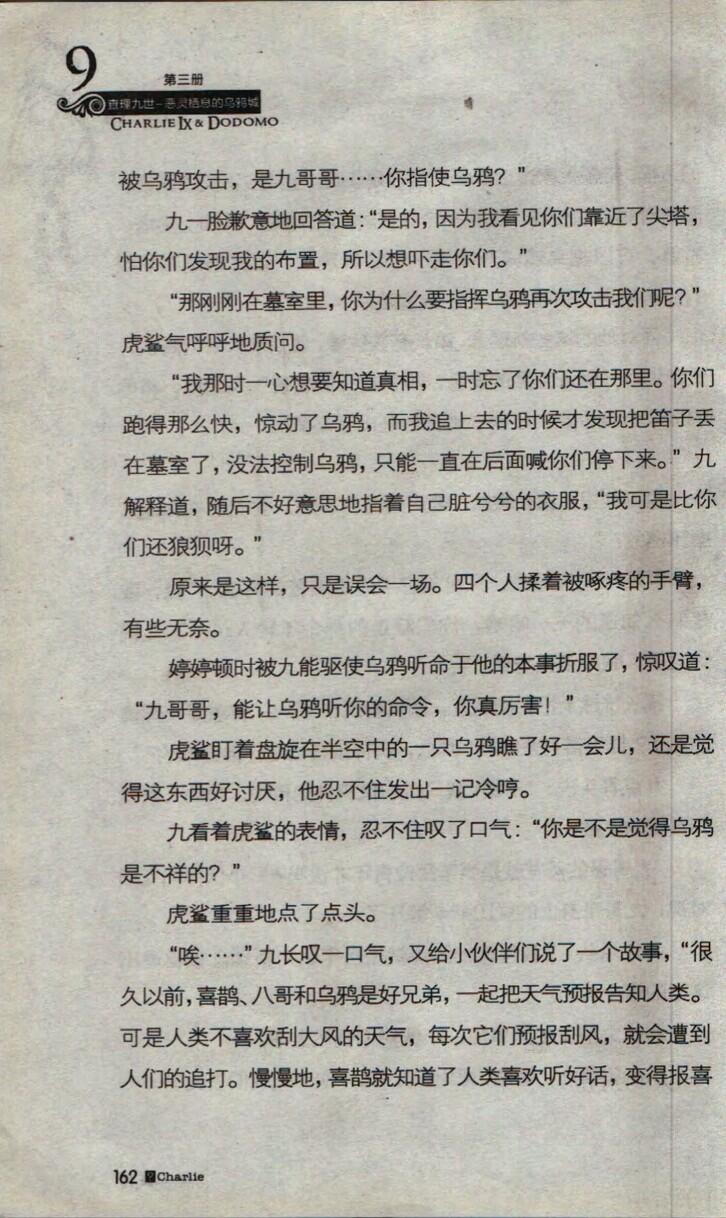 9
第三册
查理九世-恶灵栖息的乌鸦城
CHARLIE IX & DODOMO
被乌鸦攻击，是九哥哥……你指使乌鸦？”
九一脸歉意地回答道：“是的，因为我看见你们靠近了尖塔，
怕你们发现我的布置，所以想吓走你们。”
“那刚刚在墓室里，你为什么要指挥乌鸦再次攻击我们呢？”
虎鲨气呼呼地质问。
“我那时一心想要知道真相，一时忘了你们还在那里。你们
跑得那么快，惊动了乌鸦，而我追上去的时候才发现把笛子丢
在墓室了，没法控制乌鸦，只能一直在后面喊你们停下来。”九
解释道，随后不好意思地指着自己脏兮兮的衣服，“我可是比你
们还狼狈呀。”
原来是这样，只是误会一场。四个人揉着被啄疼的手臂，
有些无奈。
婷婷顿时被九能驱使乌鸦听命于他的本事折服了，惊叹道：
“九哥哥，能让乌鸦听你的命令，你真厉害！”
虎鲨盯着盘旋在半空中的一只乌鸦瞧了好一会儿，还是觉
得这东西好讨厌，他忍不住发出一记冷哼。
九看着虎鲨的表情，忍不住叹了口气：“你是不是觉得乌鸦
是不祥的？”
虎鲨重重地点了点头。
“唉……”九长叹一口气，又给小伙伴们说了一个故事，“很
久以前，喜鹊、八哥和乌鸦是好兄弟，一起把天气预报告知人类。
可是人类不喜欢刮大风的天气，每次它们预报刮风，就会遭到
人们的追打。慢慢地，喜鹊就知道了人类喜欢听好话，变得报喜
162 Charlie